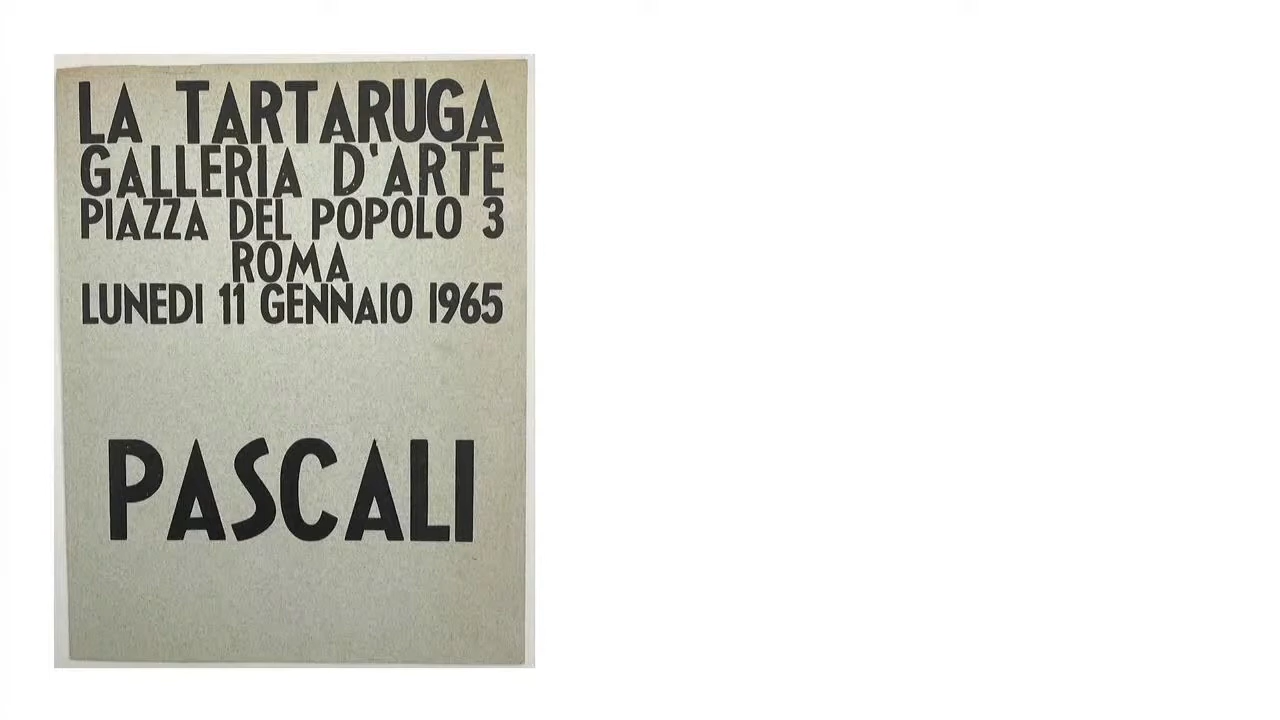 LA TARTARUGA
GALLERIA D'ARTE
PIAZZA DEL POPOLO 3
ROMA
LUNEDI 11 GENNAIO 1965
PASCALI